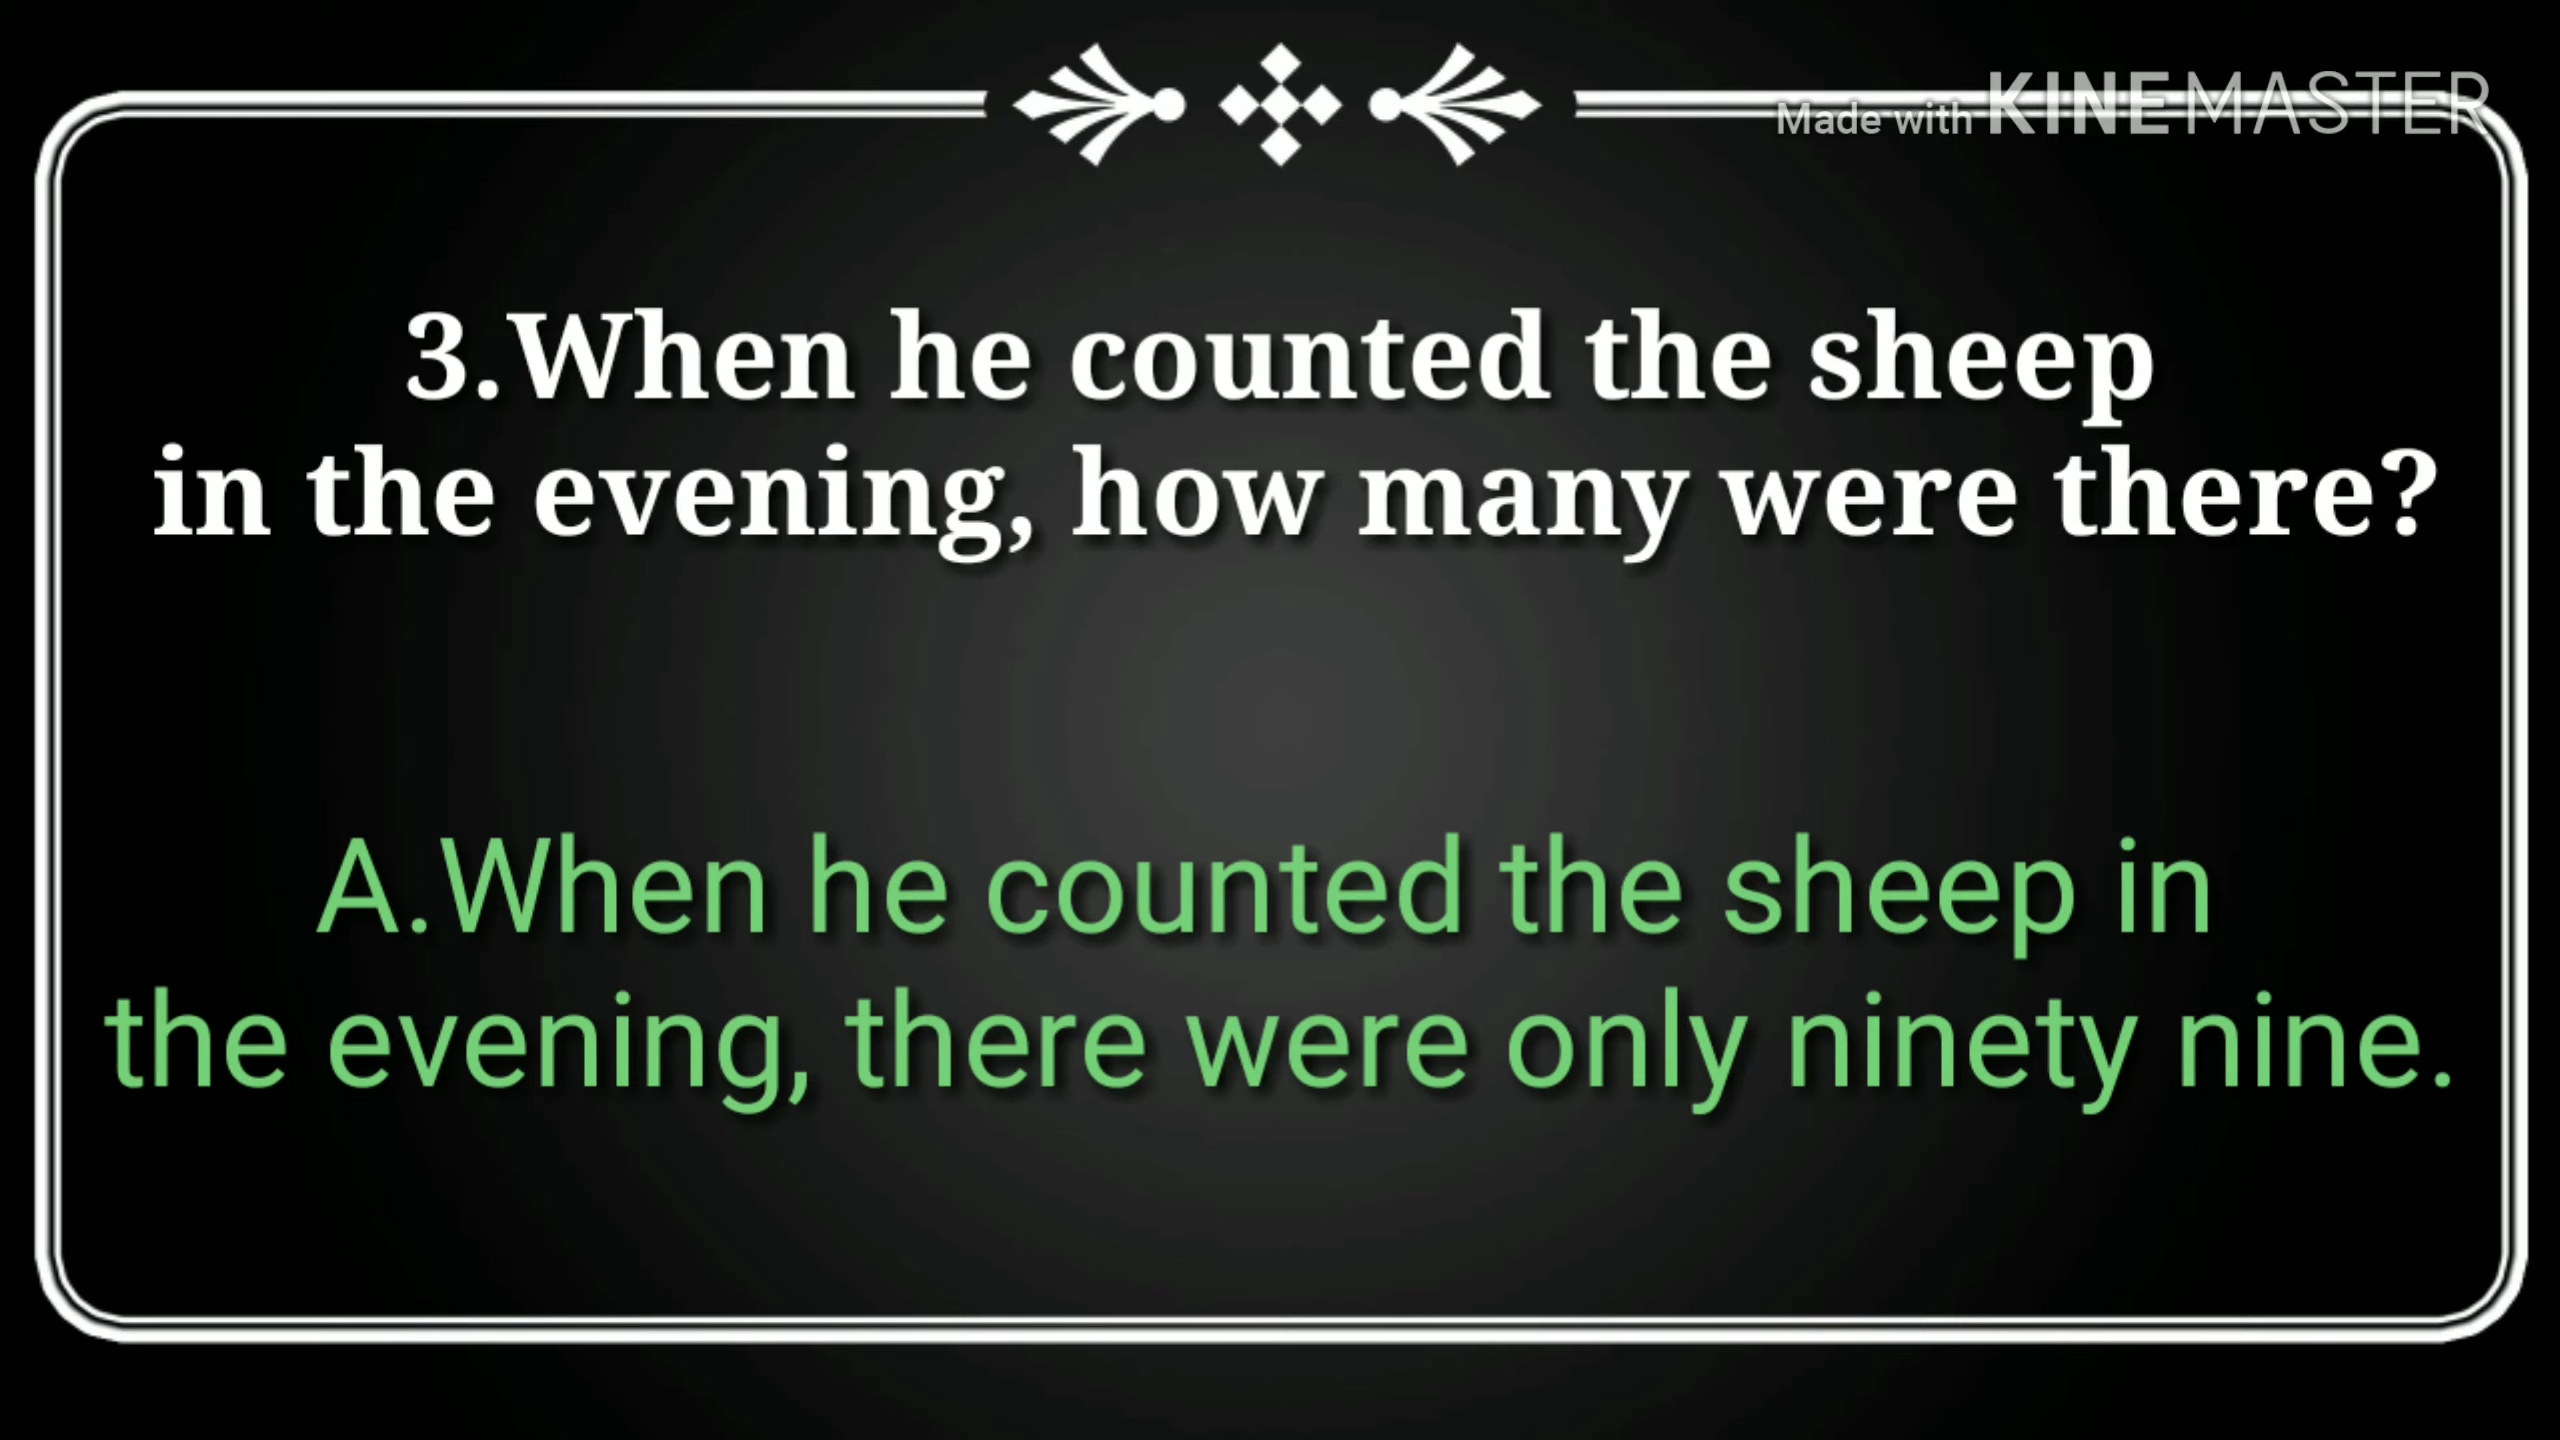 Made with KINEMASTER
3.When he counted the sheep
in the evening, how many were there?
A.When he counted the sheep in
the evening, there were only ninety nine.